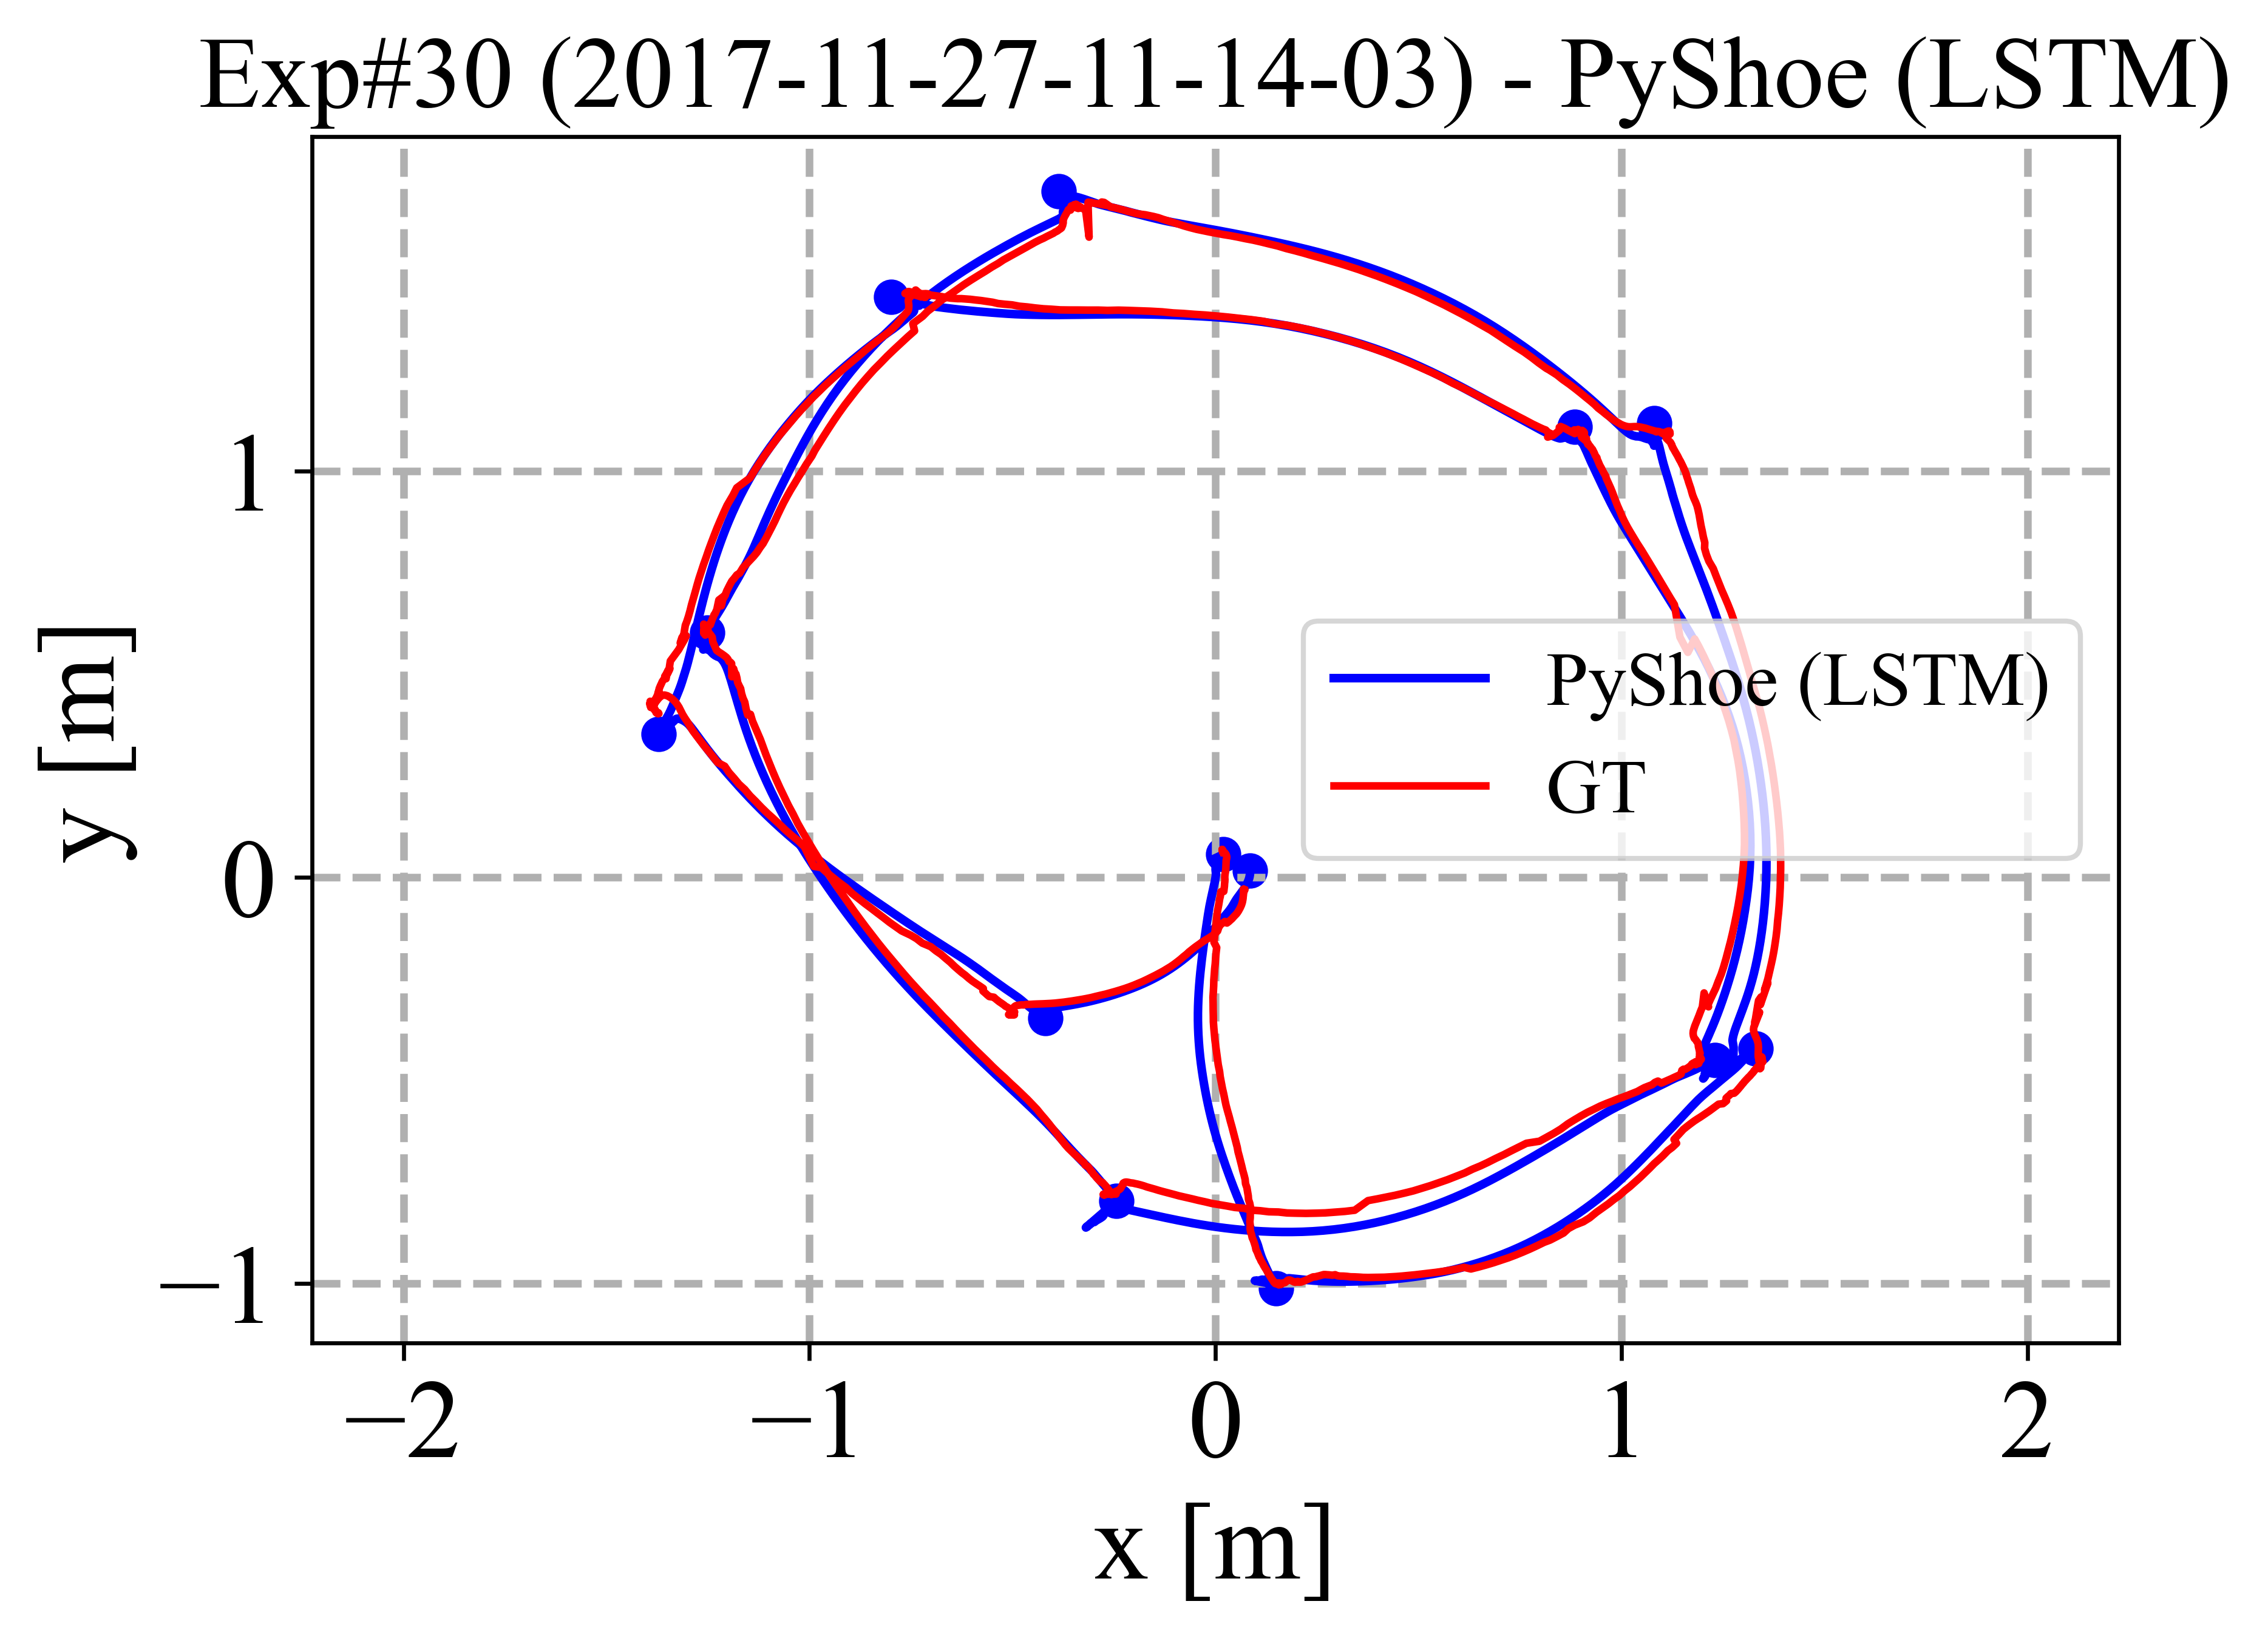 Exp#30 (2017-11-27-11-14-03) - PyShoe (LSTM)
y [m]
1
0
−1
PyShoe (LSTM)
GT
−2 −1 0 1 2
x [m]